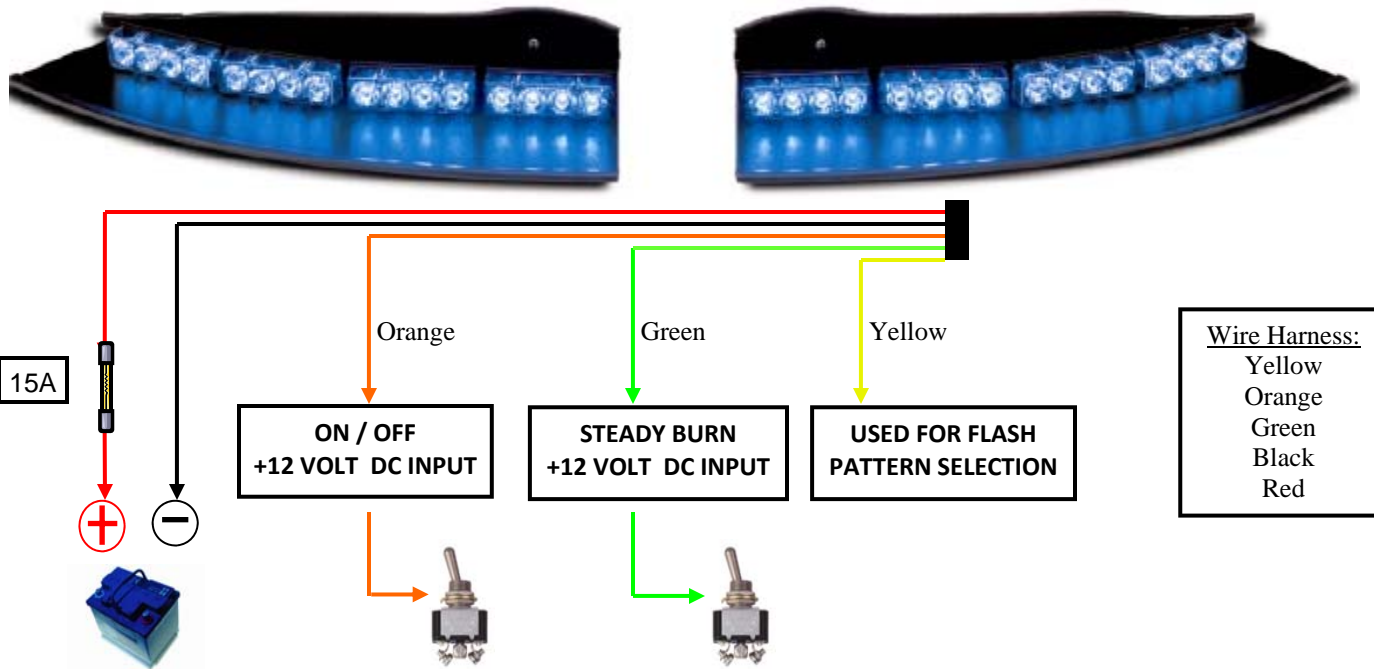 Orange
Green
Yellow
15A
ON / OFF
+12 VOLT DC INPUT
STEADY BURN
+12 VOLT DC INPUT
USED FOR FLASH
PATTERN SELECTION
Wire Harness:
Yellow
Orange
Green
Black
Red
+
−